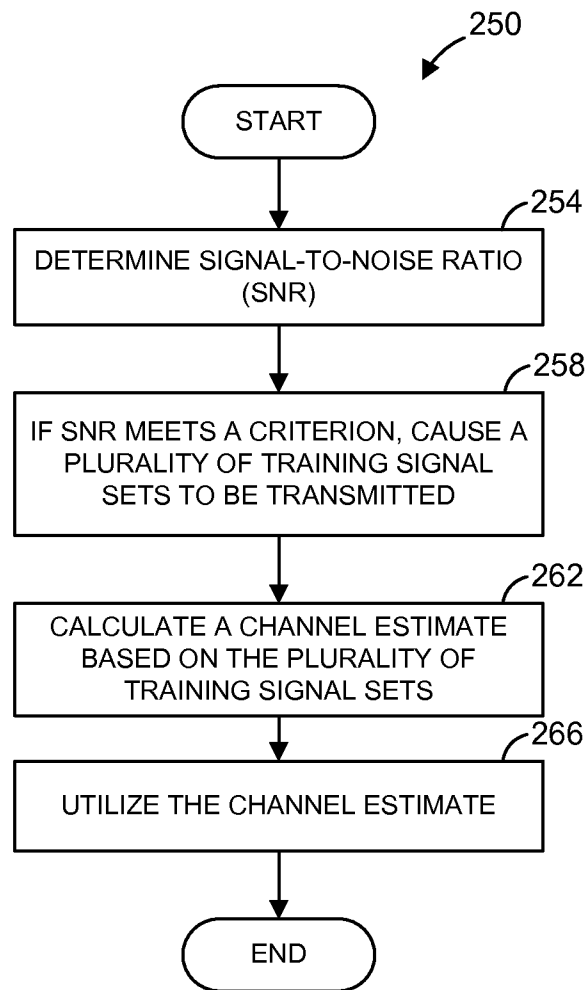 250
START
254
DETERMINE SIGNAL-TO-NOISE RATIO
(SNR)
258
IF SNR MEETS A CRITERION, CAUSE A
PLURALITY OF TRAINING SIGNAL
SETS TO BE TRANSMITTED
262
CALCULATE A CHANNEL ESTIMATE
BASED ON THE PLURALITY OF
TRAINING SIGNAL SETS
266
UTILIZE THE CHANNEL ESTIMATE
END